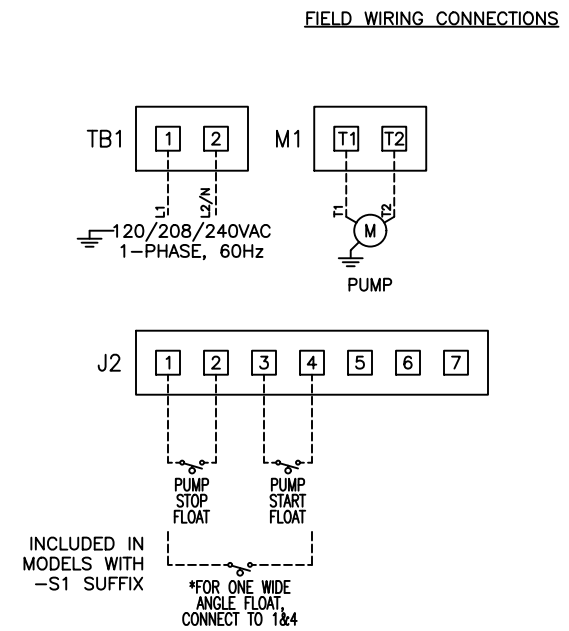 FIELD WIRING CONNECTIONS
TB1 1 2
M1 T1 T2
L1 L2/N
T1 T2
120/208/240VAC
1-PHASE, 60Hz
M
PUMP
J2 1 2 3 4 5 6 7
PUMP
STOP
FLOAT
PUMP
START
FLOAT
INCLUDED IN
MODELS WITH
-S1 SUFFIX
*FOR ONE WIDE
ANGLE FLOAT,
CONNECT TO 1&4